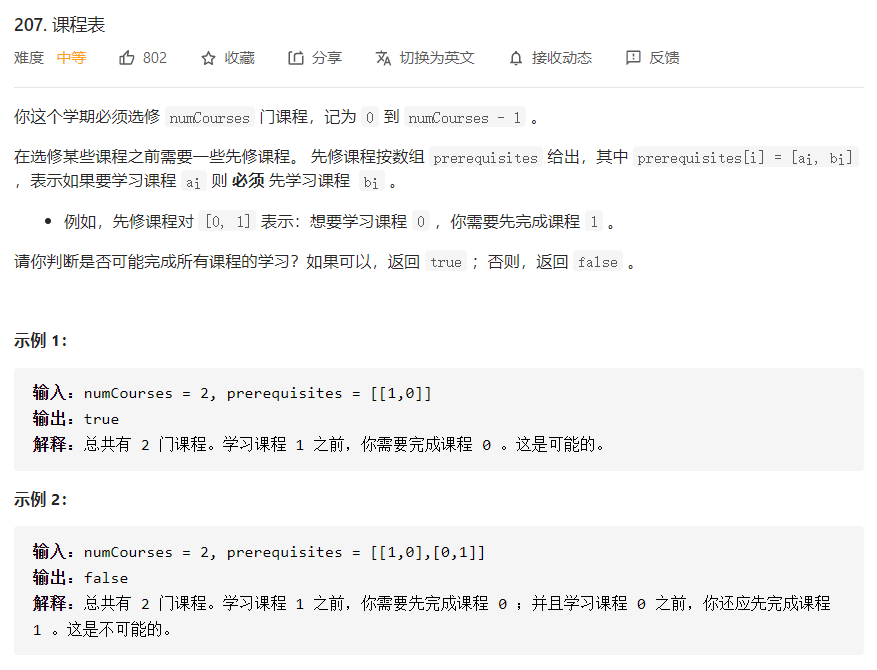 207. 课程表
难度 中等 802 收藏 分享 切换为英文 接收动态 反馈
你这个学期必须选修 numCourses 门课程，记为 0 到 numCourses - 1 。
在选修某些课程之前需要一些先修课程。 先修课程按数组 prerequisites 给出，其中 prerequisites[i] = [ai, bi]
，表示如果要学习课程 ai 则 必须 先学习课程 bi 。
• 例如，先修课程对 [0, 1] 表示：想要学习课程 0 ，你需要先完成课程 1 。
请你判断是否可能完成所有课程的学习？如果可以，返回 true ；否则，返回 false 。
示例 1：
输入：numCourses = 2, prerequisites = [[1,0]]
输出：true
解释：总共有 2 门课程。学习课程 1 之前，你需要完成课程 0 。这是可能的。
示例 2：
输入：numCourses = 2, prerequisites = [[1,0],[0,1]]
输出：false
解释：总共有 2 门课程。学习课程 1 之前，你需要先完成课程 0 ；并且学习课程 0 之前，你还应先完成课程
1 。这是不可能的。